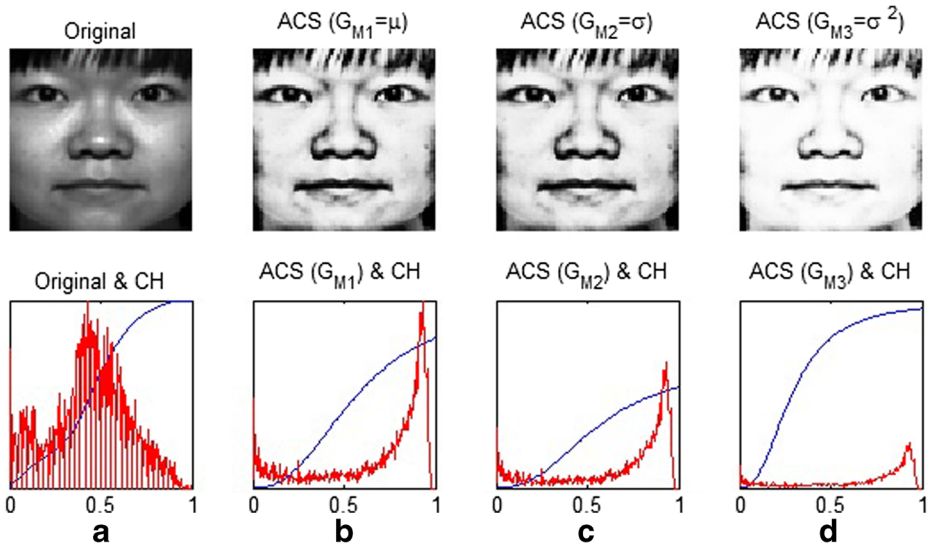 Original
ACS (G_M1=μ)
ACS (G_M2=σ)
ACS (G_M3=σ ²)
Original & CH
ACS (G_M1) & CH
ACS (G_M2) & CH
ACS (G_M3) & CH
0 0.5 1
0 0.5 1
0 0.5 1
0 0.5 1
a b c d